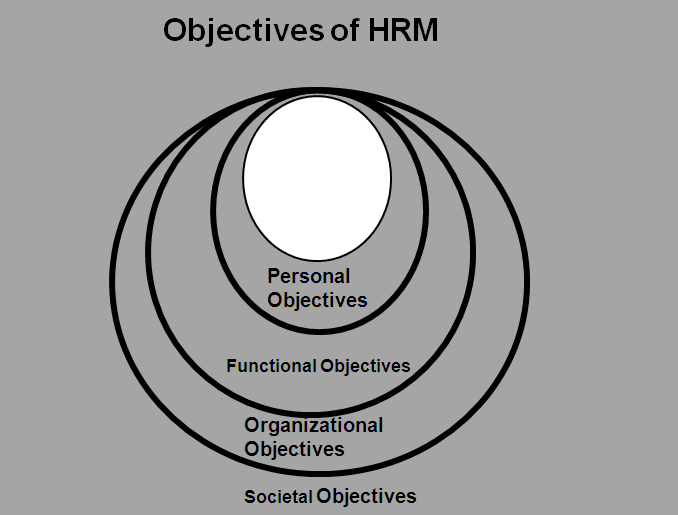 Objectives of HRM
Personal
Objectives
Functional Objectives
Organizational
Objectives
Societal Objectives